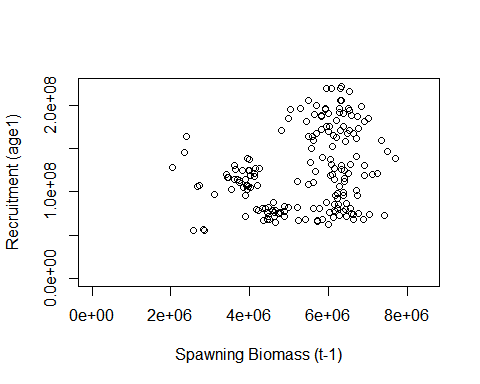 Recruitment (age1)
2.0e+08
1.0e+08
0.0e+00
0e+00 2e+06 4e+06 6e+06 8e+06
Spawning Biomass (t-1)